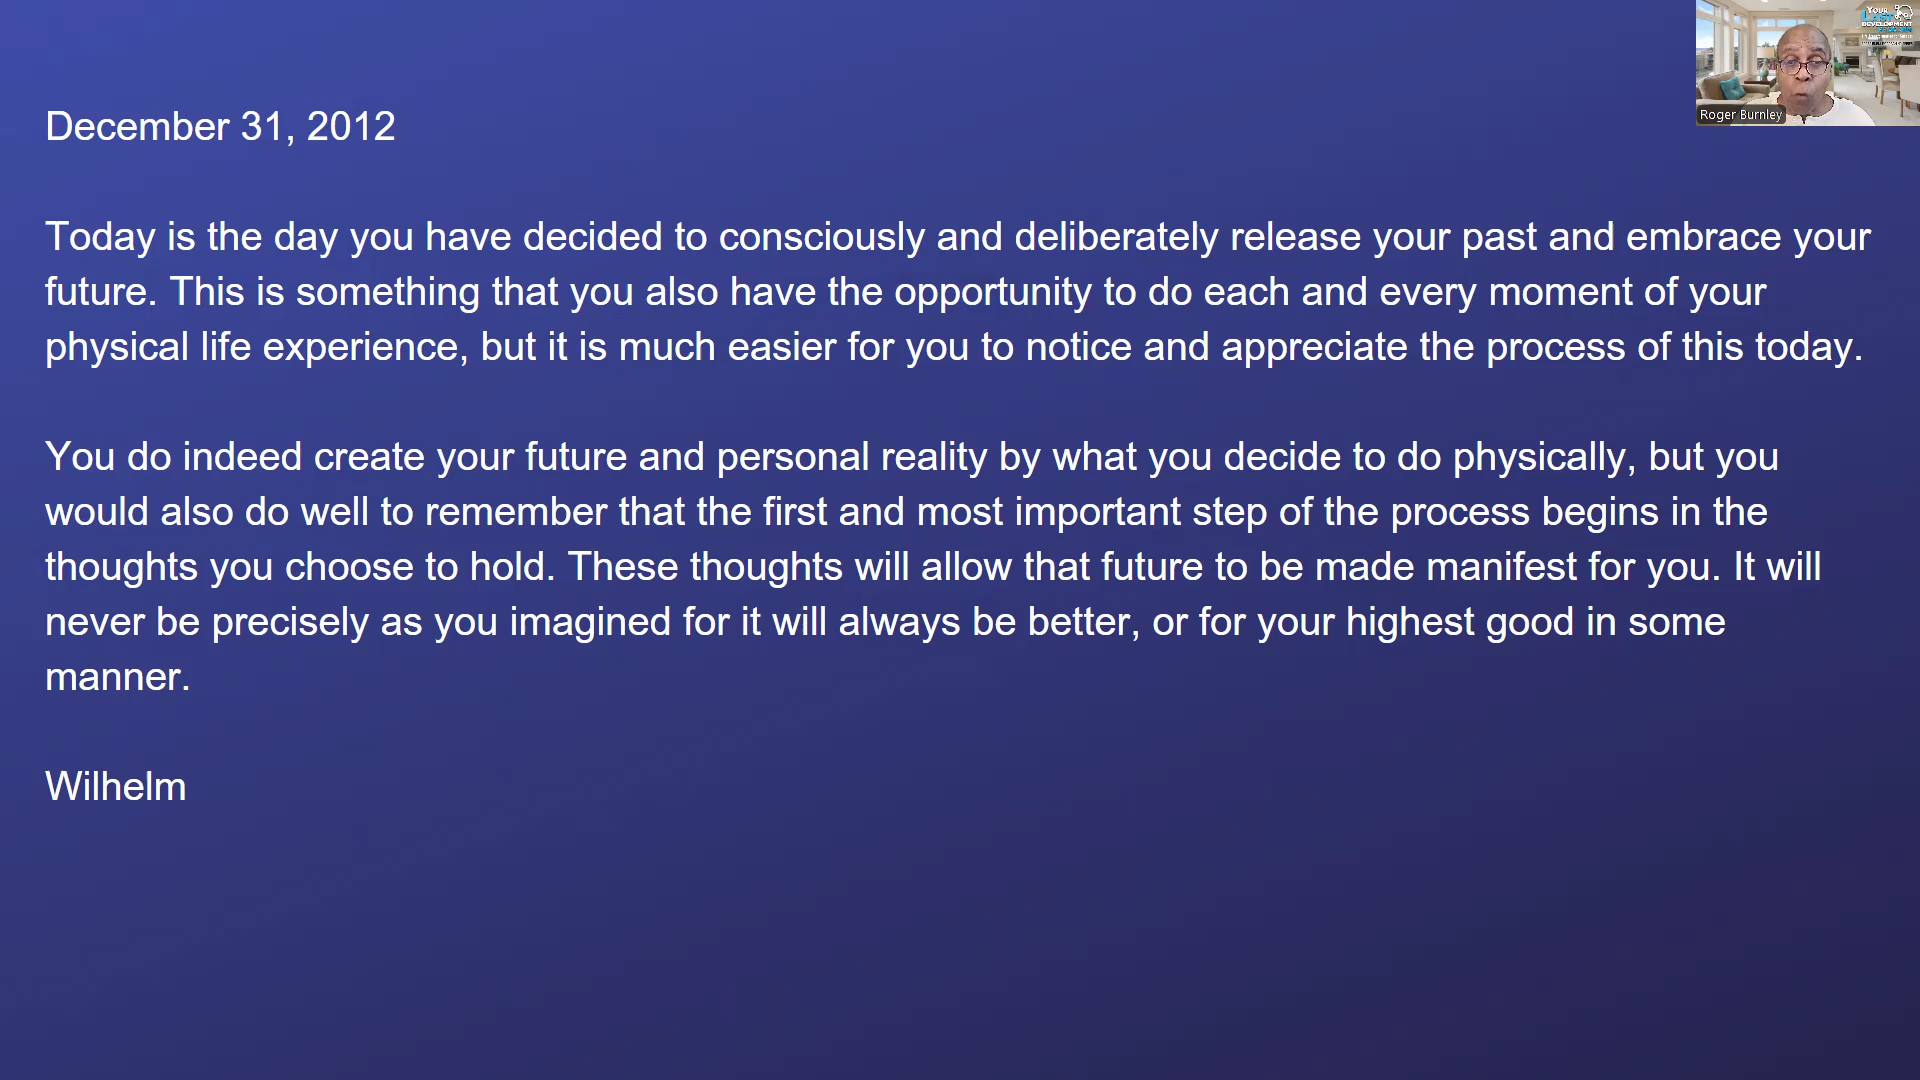 YOUR
LAST
DEVELOPMENT
Roger Burnley
December 31, 2012
Today is the day you have decided to consciously and deliberately release your past and embrace your
future. This is something that you also have the opportunity to do each and every moment of your
physical life experience, but it is much easier for you to notice and appreciate the process of this today.
You do indeed create your future and personal reality by what you decide to do physically, but you
would also do well to remember that the first and most important step of the process begins in the
thoughts you choose to hold. These thoughts will allow that future to be made manifest for you. It will
never be precisely as you imagined for it will always be better, or for your highest good in some
manner.
Wilhelm